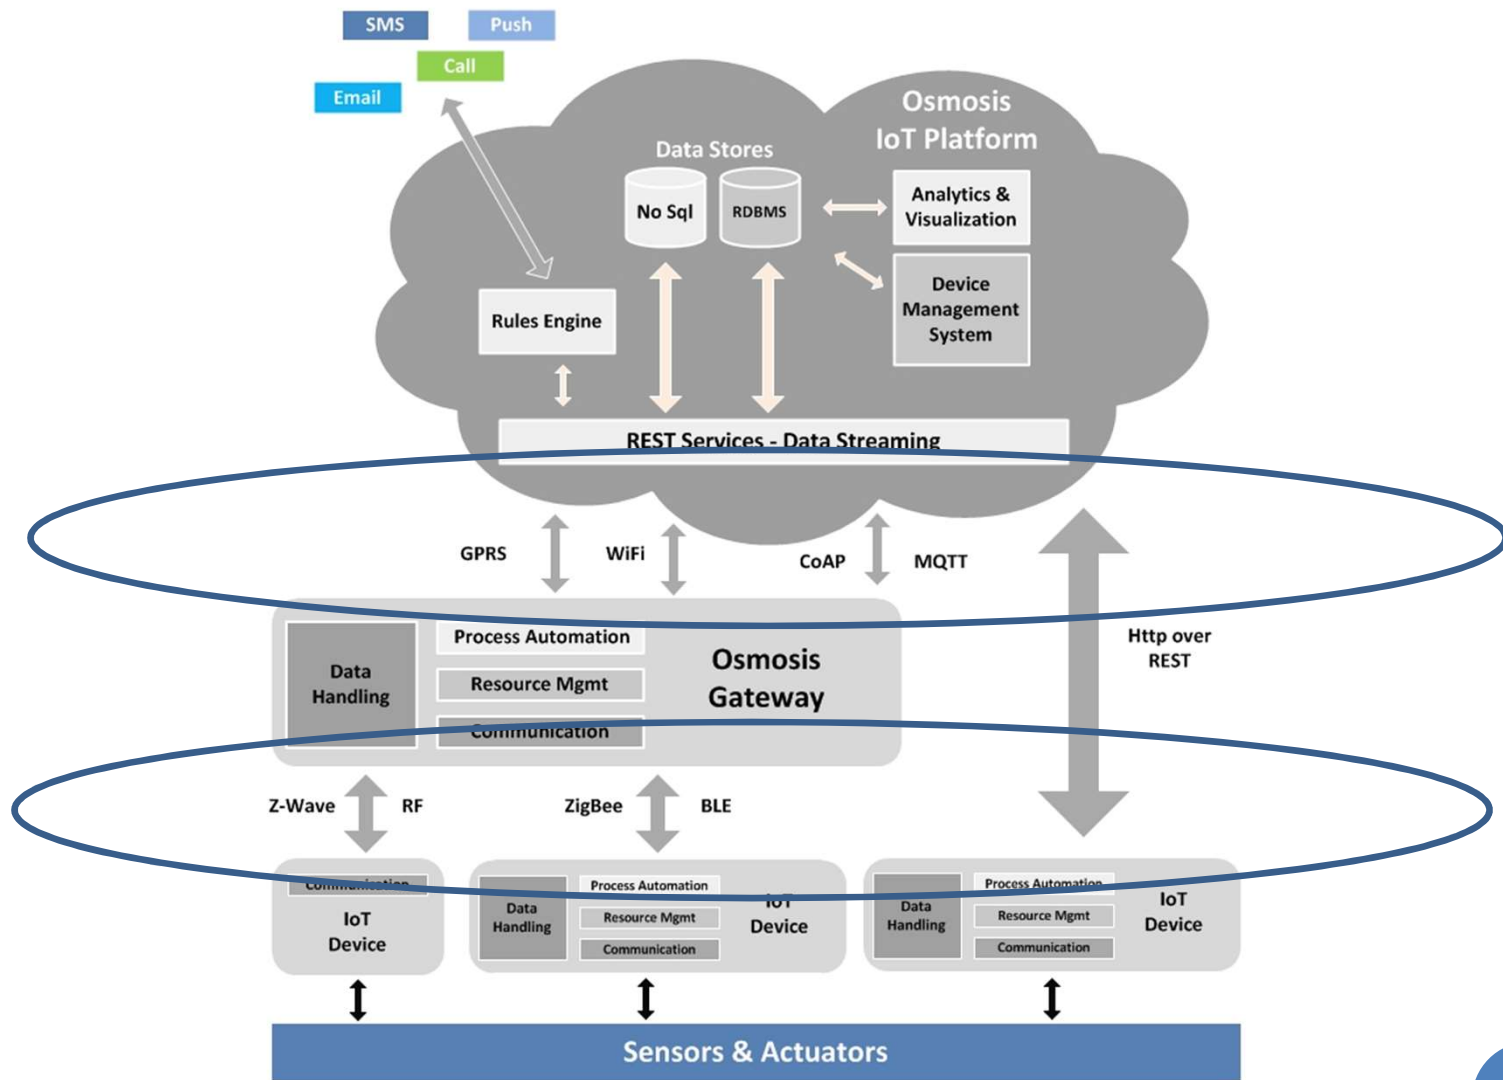 SMS
Push
Call
Email
Osmosis
IoT Platform
Data Stores
No Sql
RDBMS
Analytics &
Visualization
Device
Management
System
Rules Engine
REST Services - Data Streaming
GPRS
WiFi
CoAP
MQTT
Http over
REST
Data
Handling
Process Automation
Resource Mgmt
Communication
Osmosis
Gateway
Z-Wave
RF
ZigBee
BLE
Communication
IoT
Device
Data
Handling
Process Automation
Resource Mgmt
Communication
IoT
Device
Data
Handling
Process Automation
Resource Mgmt
Communication
IoT
Device
Sensors & Actuators